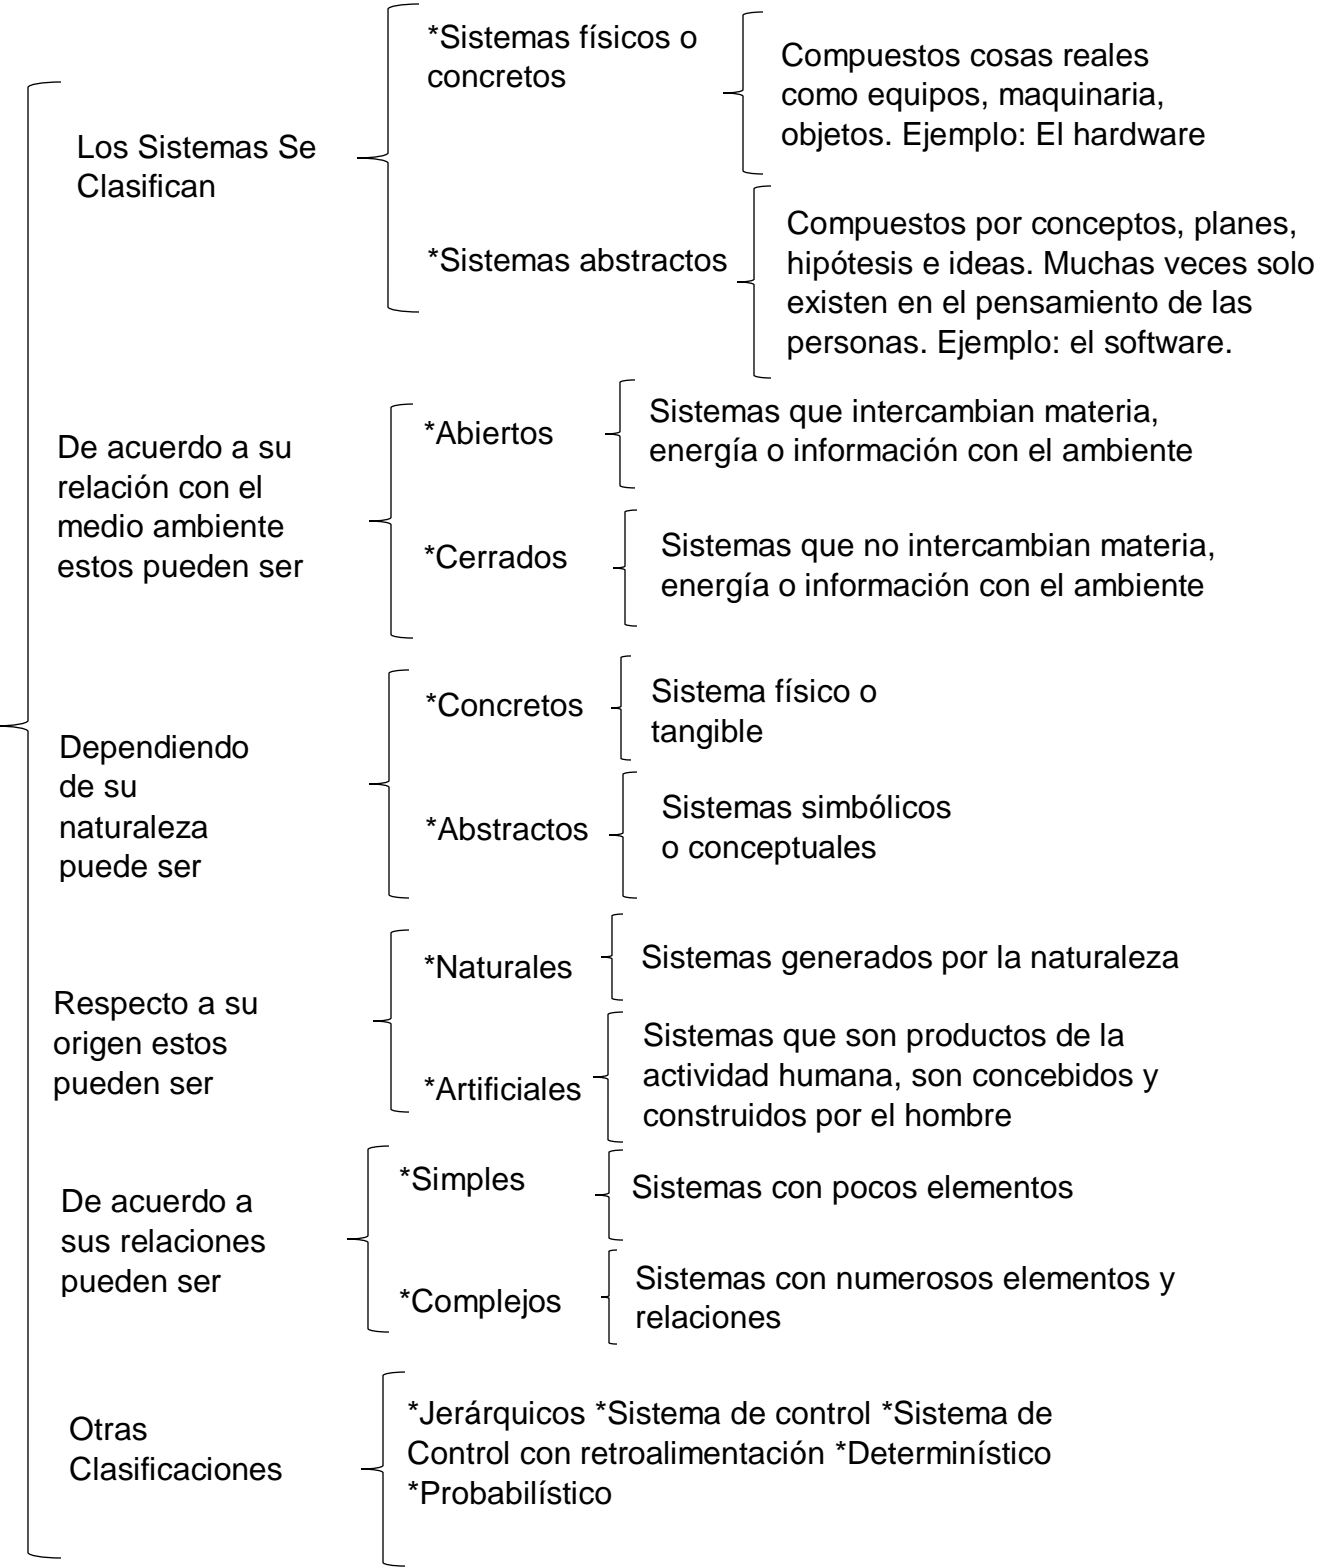 Los Sistemas Se
Clasifican
*Sistemas físicos o
concretos
Compuestos cosas reales
como equipos, maquinaria,
objetos. Ejemplo: El hardware
*Sistemas abstractos
Compuestos por conceptos, planes,
hipótesis e ideas. Muchas veces solo
existen en el pensamiento de las
personas. Ejemplo: el software.
De acuerdo a su
relación con el
medio ambiente
estos pueden ser
*Abiertos
Sistemas que intercambian materia,
energía o información con el ambiente
*Cerrados
Sistemas que no intercambian materia,
energía o información con el ambiente
Dependiendo
de su
naturaleza
puede ser
*Concretos
Sistema físico o
tangible
*Abstractos
Sistemas simbólicos
o conceptuales
Respecto a su
origen estos
pueden ser
*Naturales
Sistemas generados por la naturaleza
*Artificiales
Sistemas que son productos de la
actividad humana, son concebidos y
construidos por el hombre
De acuerdo a
sus relaciones
pueden ser
*Simples
Sistemas con pocos elementos
*Complejos
Sistemas con numerosos elementos y
relaciones
Otras
Clasificaciones
*Jerárquicos *Sistema de control *Sistema de
Control con retroalimentación *Determinístico
*Probabilístico